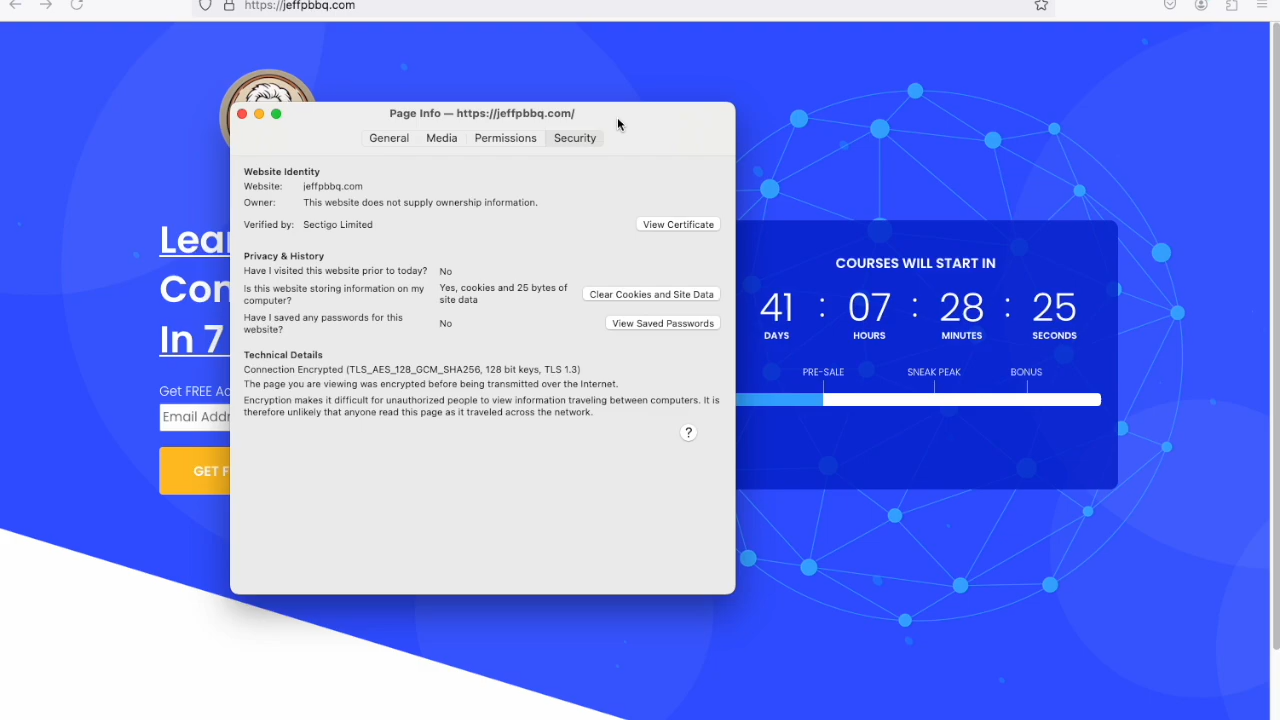 https://jeffpbbq.com
Page Info — https://jeffpbbq.com/
General Media Permissions Security
Website Identity
Website: jeffpbbq.com
Owner: This website does not supply ownership information.
Verified by: Sectigo Limited
View Certificate
Privacy & History
Have I visited this website prior to today? No
Is this website storing information on my
computer?
Yes, cookies and 25 bytes of
site data
Clear Cookies and Site Data
Have I saved any passwords for this
website?
No
View Saved Passwords
Technical Details
Connection Encrypted (TLS_AES_128_GCM_SHA256, 128 bit keys, TLS 1.3)
The page you are viewing was encrypted before being transmitted over the Internet.
Encryption makes it difficult for unauthorized people to view information traveling between computers. It is
therefore unlikely that anyone read this page as it traveled across the network.
?
In 7
Get FREE
Email Addr
GET
COURSES WILL START IN
41 : 07 : 28 : 25
DAYS HOURS MINUTES SECONDS
PRE-SALE SNEAK PEAK BONUS